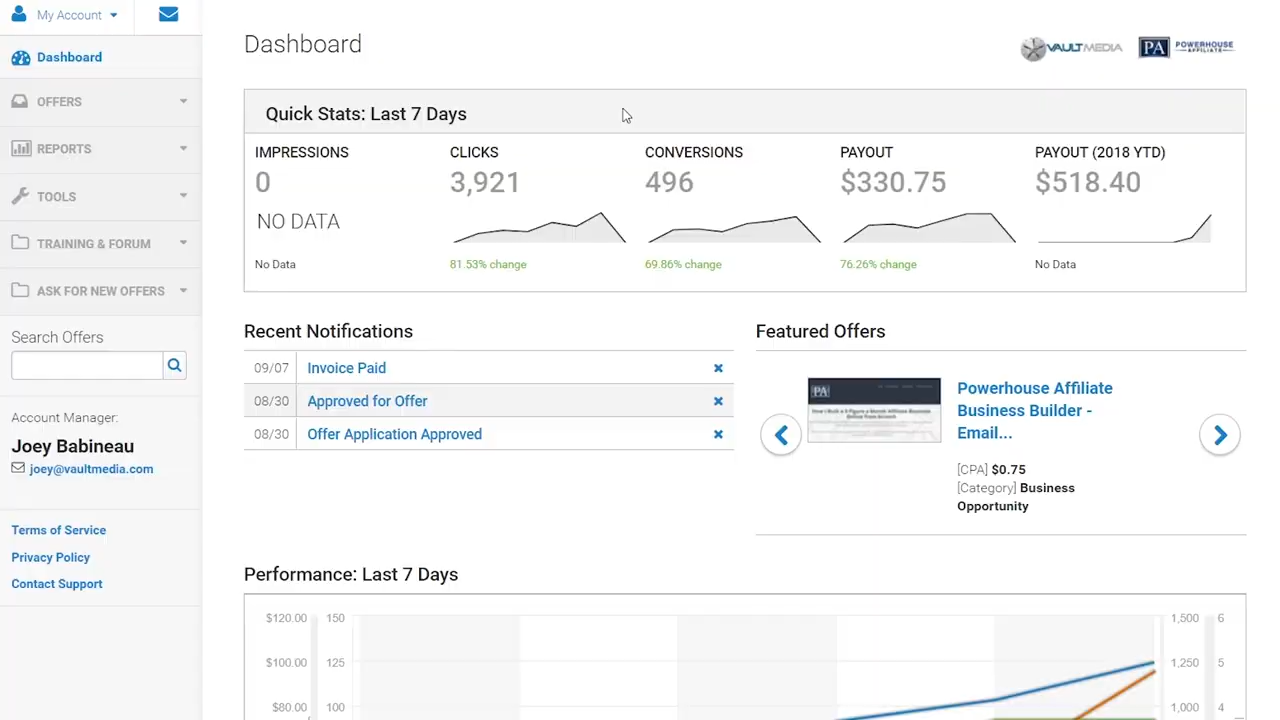 My Account
Dashboard
OFFERS
REPORTS
TOOLS
TRAINING & FORUM
ASK FOR NEW OFFERS
Search Offers
Account Manager:
Joey Babineau
joey@vaultmedia.com
Terms of Service
Privacy Policy
Contact Support
Dashboard
VAULTMEDIA
PA POWERHOUSE
AFFILIATE
Quick Stats: Last 7 Days
IMPRESSIONS CLICKS CONVERSIONS PAYOUT PAYOUT (2018 YTD)
0 3,921 496 $330.75 $518.40
NO DATA
No Data 81.53% change 69.86% change 76.26% change No Data
Recent Notifications
09/07 Invoice Paid
08/30 Approved for Offer
08/30 Offer Application Approved
Featured Offers
PA
Powerhouse Affiliate
Business Builder -
Email...
[CPA] $0.75
[Category] Business
Opportunity
Performance: Last 7 Days
$120.00 150 1,500 6
$100.00 125 1,250 5
$80.00 100 1,000 4